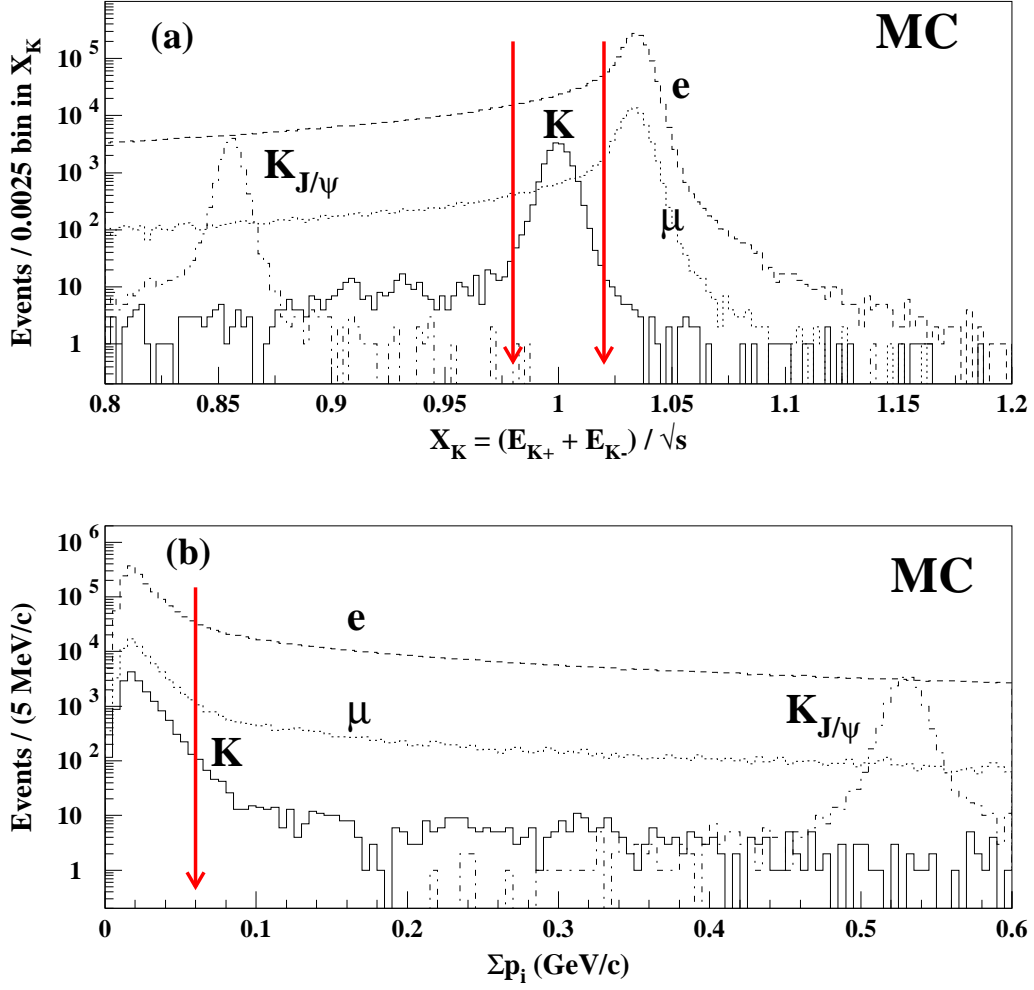 Events / 0.0025 bin in X_K
(a)
MC
10^5
10^4
10^3
10^2
10
1
e
K
K_J/ψ
μ
0.8 0.85 0.9 0.95 1 1.05 1.1 1.15 1.2
X_K = (E_K+ + E_K-) / √s
Events / (5 MeV/c)
(b)
MC
10^6
10^5
10^4
10^3
10^2
10
1
e
μ
K
K_J/ψ
0 0.1 0.2 0.3 0.4 0.5 0.6
Σp_i (GeV/c)